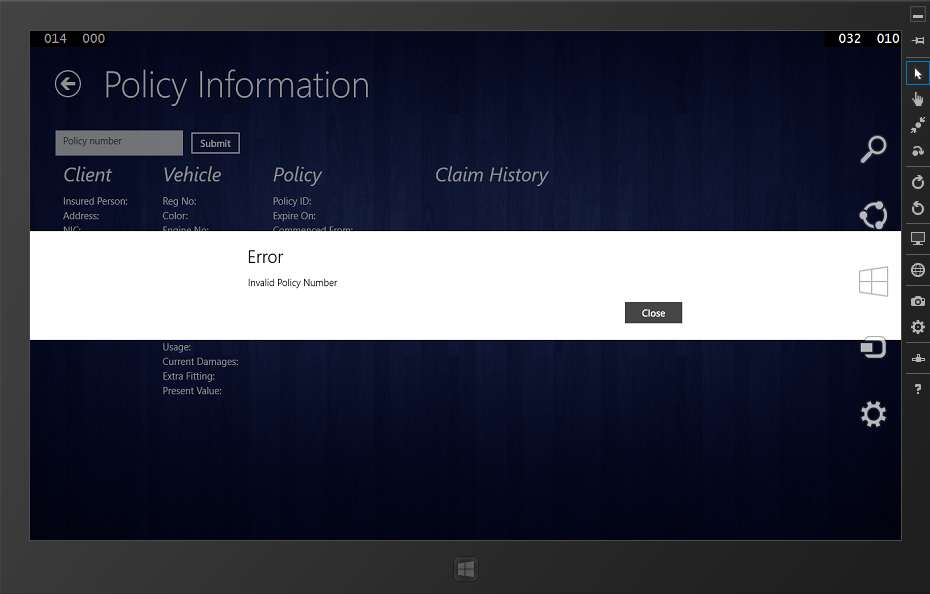 014 000 032 010
Policy Information
Policy number Submit
Client Vehicle Policy Claim History
Insured Person: Reg No: Policy ID:
Address: Color: Expire On:
NIC: Engine No: Commenced From:
Error
Invalid Policy Number
Close
Usage:
Current Damages:
Extra Fitting:
Present Value:
?